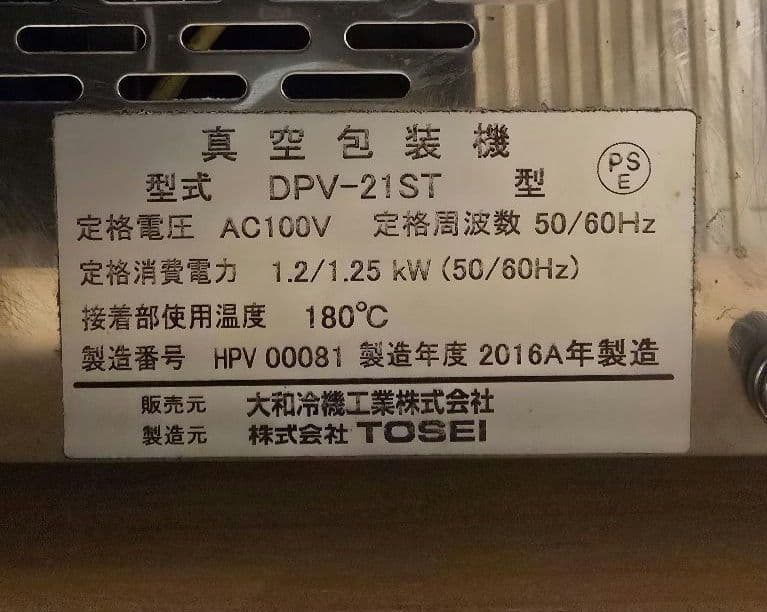 真空包装機
型式 DPV-21ST 型
PS
E
定格電圧 AC100V 定格周波数 50/60Hz
定格消費電力 1.2/1.25 kW (50/60Hz)
接着部使用温度 180℃
製造番号 HPV 00081 製造年度 2016A年製造
販売元 大和冷機工業株式会社
製造元 株式会社 TOSEI